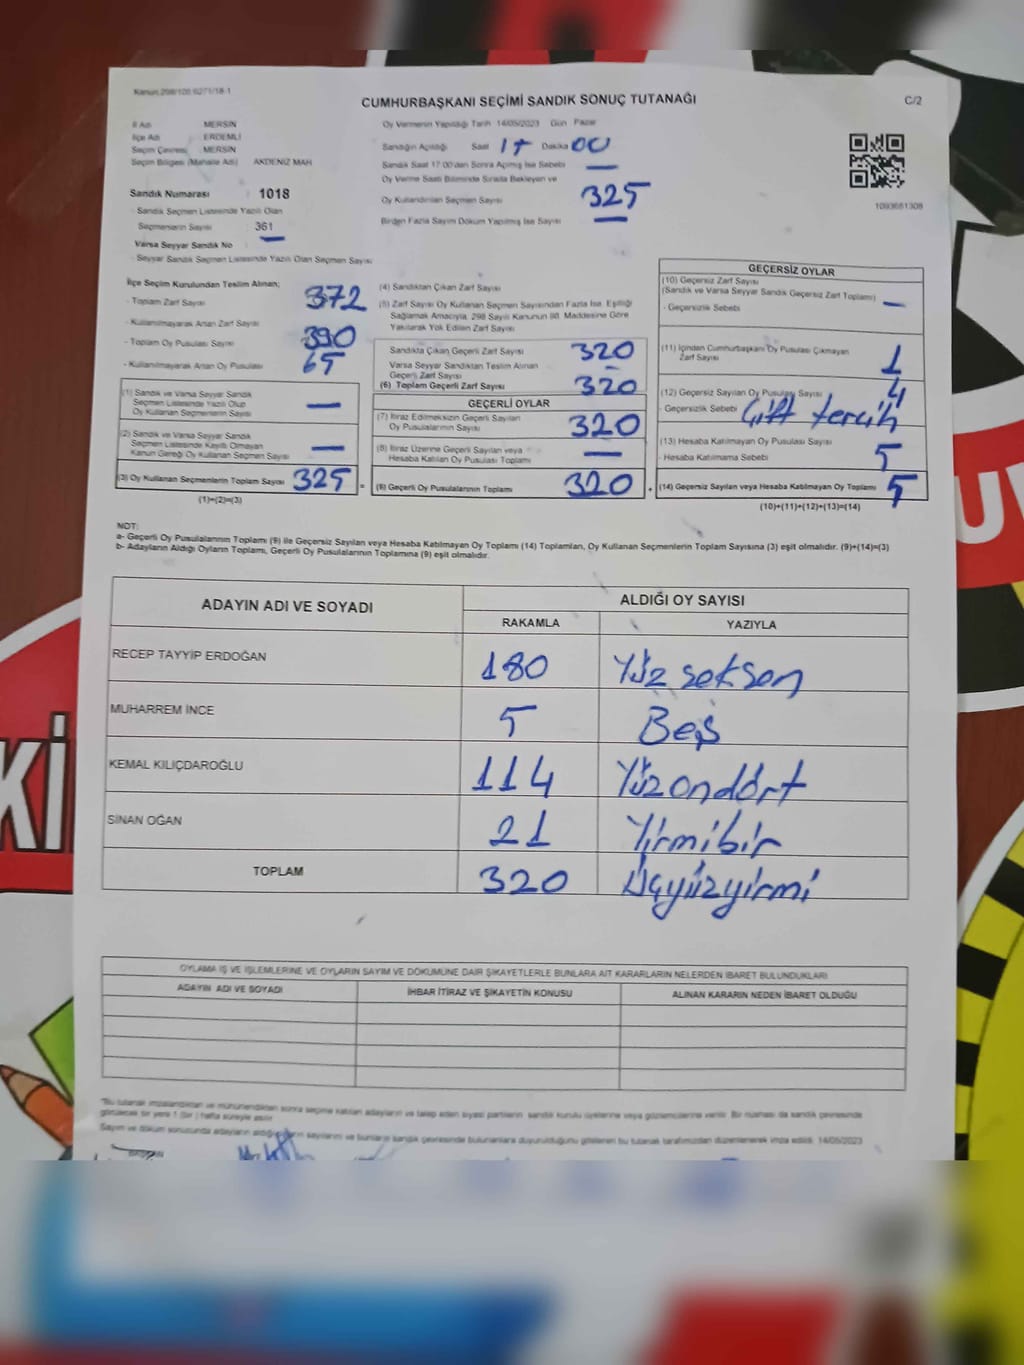 CUMHURBAŞKANI SEÇİMİ SANDIK SONUÇ TUTANAĞI
C/2
İl Adı MERSİN
İlçe Adı ERDEMLİ
Seçim Çevresi MERSİN
Seçim Bölgesi (Mahalle Adı) AKDENİZ MAH
Sandık Numarası : 1018
- Sandık Seçmen Listesinde Yazılı Olan
Seçmenlerin Sayısı 361
Varsa Seyyar Sandık No : —
- Seyyar Sandık Seçmen Listesinde Yazılı Olan Seçmen Sayısı
Oy Vermenin Yapıldığı Tarih 14/05/2023 Gün Pazar
Sandığın Açıldığı Saat 17 Dakika 00
Sandık Saat 17:00'dan Sonra Açılmış İse Sebebi —
Oy Verme Saati Bitiminde Sırada Bekleyen ve
Oy Kullandırılan Seçmen Sayısı 325
Birden Fazla Sayım Döküm Yapılmış İse Sayısı —
1093651308
İlçe Seçim Kurulundan Teslim Alınan;
- Toplam Zarf Sayısı 372
- Kullanılmayarak Artan Zarf Sayısı
- Toplam Oy Pusulası Sayısı 390
- Kullanılmayarak Artan Oy Pusulası 65
(1) Sandık ve Varsa Seyyar Sandık
Seçmen Listesinde Yazılı Olup
Oy Kullanan Seçmenlerin Sayısı —
(2) Sandık ve Varsa Seyyar Sandık
Seçmen Listesinde Kayıtlı Olmayan
Kanun Gereği Oy Kullanan Seçmen Sayısı —
(3) Oy Kullanan Seçmenlerin Toplam Sayısı 325 =
(1)+(2)=(3)
(4) Sandıktan Çıkan Zarf Sayısı
(5) Zarf Sayısı Oy Kullanan Seçmen Sayısından Fazla İse, Eşitliği
Sağlamak Amacıyla, 298 Sayılı Kanunun 98. Maddesine Göre
Yakılarak Yok Edilen Zarf Sayısı
Sandıkta Çıkan Geçerli Zarf Sayısı 320
Varsa Seyyar Sandıktan Teslim Alınan
Geçerli Zarf Sayısı -
(6) Toplam Geçerli Zarf Sayısı 320
GEÇERLİ OYLAR
(7) İtiraz Edilmeksizin Geçerli Sayılan
Oy Pusulalarının Sayısı 320
(8) İtiraz Üzerine Geçerli Sayılan veya
Hesaba Katılan Oy Pusulası Toplamı —
(9) Geçerli Oy Pusulalarının Toplamı 320 +
GEÇERSİZ OYLAR
(10) Geçersiz Zarf Sayısı
(Sandık ve Varsa Seyyar Sandık Geçersiz Zarf Toplamı) —
- Geçersizlik Sebebi
(11) İçinden Cumhurbaşkanı Oy Pusulası Çıkmayan
Zarf Sayısı 1
(12) Geçersiz Sayılan Oy Pusulası Sayısı 4
- Geçersizlik Sebebi Çift tercih
(13) Hesaba Katılmayan Oy Pusulası Sayısı
- Hesaba Katılmama Sebebi 5
(14) Geçersiz Sayılan veya Hesaba Katılmayan Oy Toplamı 5
(10)+(11)+(12)+(13)=(14)
NOT:
a- Geçerli Oy Pusulalarının Toplamı (9) ile Geçersiz Sayılan veya Hesaba Katılmayan Oy Toplamı (14) Toplamları, Oy Kullanan Seçmenlerin Toplam Sayısına (3) eşit olmalıdır. (9)+(14)=(3)
b- Adayların Aldığı Oyların Toplamı, Geçerli Oy Pusulalarının Toplamına (9) eşit olmalıdır.
ADAYIN ADI VE SOYADI ALDIĞI OY SAYISI
RAKAMLA YAZIYLA
RECEP TAYYİP ERDOĞAN 180 Yüz seksen
MUHARREM İNCE 5 Beş
KEMAL KILIÇDAROĞLU 114 Yüzondört
SİNAN OĞAN 21 Yirmibir
TOPLAM 320 Üçyüzyirmi
OYLAMA İŞ VE İŞLEMLERİNE VE OYLARIN SAYIM VE DÖKÜMÜNE DAİR ŞİKAYETLERLE BUNLARA AİT KARARLARIN NELERDEN İBARET BULUNDUKLARI
ADAYIN ADI VE SOYADI İHBAR İTİRAZ VE ŞİKAYETİN KONUSU ALINAN KARARIN NEDEN İBARET OLDUĞU
Kİ